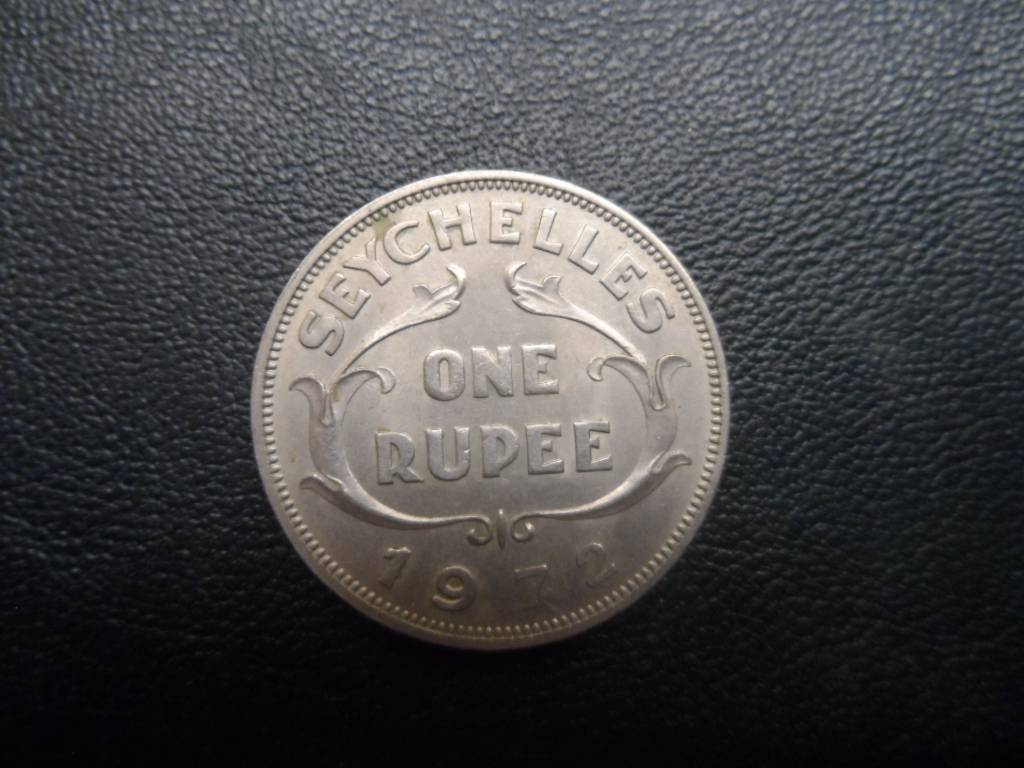 SEYCHELLES
ONE
RUPEE
1972